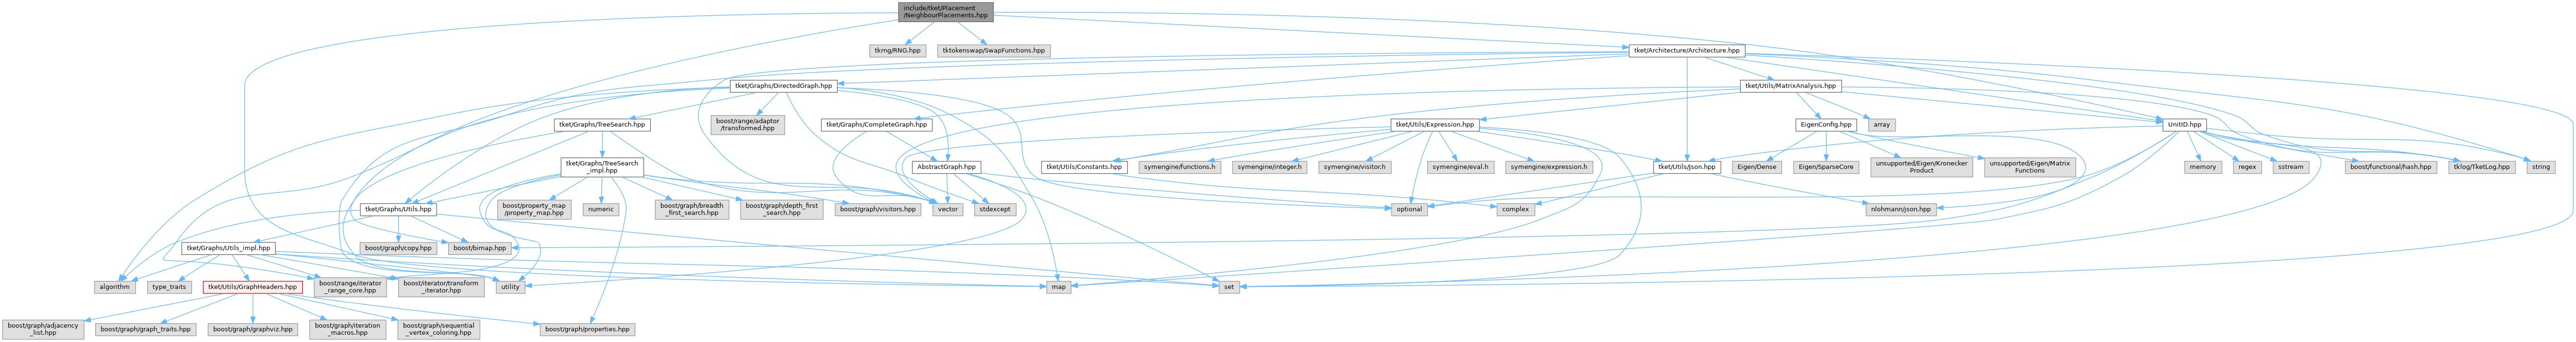 include/tket/Placement
/NeighbourPlacements.hpp
tkrng/RNG.hpp
tktokenswap/SwapFunctions.hpp
tket/Architecture/Architecture.hpp
tket/Graphs/DirectedGraph.hpp
tket/Utils/MatrixAnalysis.hpp
boost/range/adaptor
/transformed.hpp
tket/Graphs/TreeSearch.hpp
tket/Graphs/CompleteGraph.hpp
tket/Utils/Expression.hpp
EigenConfig.hpp
array
UnitID.hpp
tket/Graphs/TreeSearch
_impl.hpp
AbstractGraph.hpp
tket/Utils/Constants.hpp
symengine/functions.h
symengine/integer.h
symengine/visitor.h
symengine/eval.h
symengine/expression.h
tket/Utils/Json.hpp
Eigen/Dense
Eigen/SparseCore
unsupported/Eigen/Kronecker
Product
unsupported/Eigen/Matrix
Functions
memory
regex
sstream
boost/functional/hash.hpp
tklog/TketLog.hpp
string
tket/Graphs/Utils.hpp
boost/property_map
/property_map.hpp
numeric
boost/graph/breadth
_first_search.hpp
boost/graph/depth_first
_search.hpp
boost/graph/visitors.hpp
vector
stdexcept
optional
complex
nlohmann/json.hpp
tket/Graphs/Utils_impl.hpp
boost/graph/copy.hpp
boost/bimap.hpp
algorithm
type_traits
tket/Utils/GraphHeaders.hpp
boost/range/iterator
_range_core.hpp
boost/iterator/transform
_iterator.hpp
utility
map
set
boost/graph/adjacency
_list.hpp
boost/graph/graph_traits.hpp
boost/graph/graphviz.hpp
boost/graph/iteration
_macros.hpp
boost/graph/sequential
_vertex_coloring.hpp
boost/graph/properties.hpp